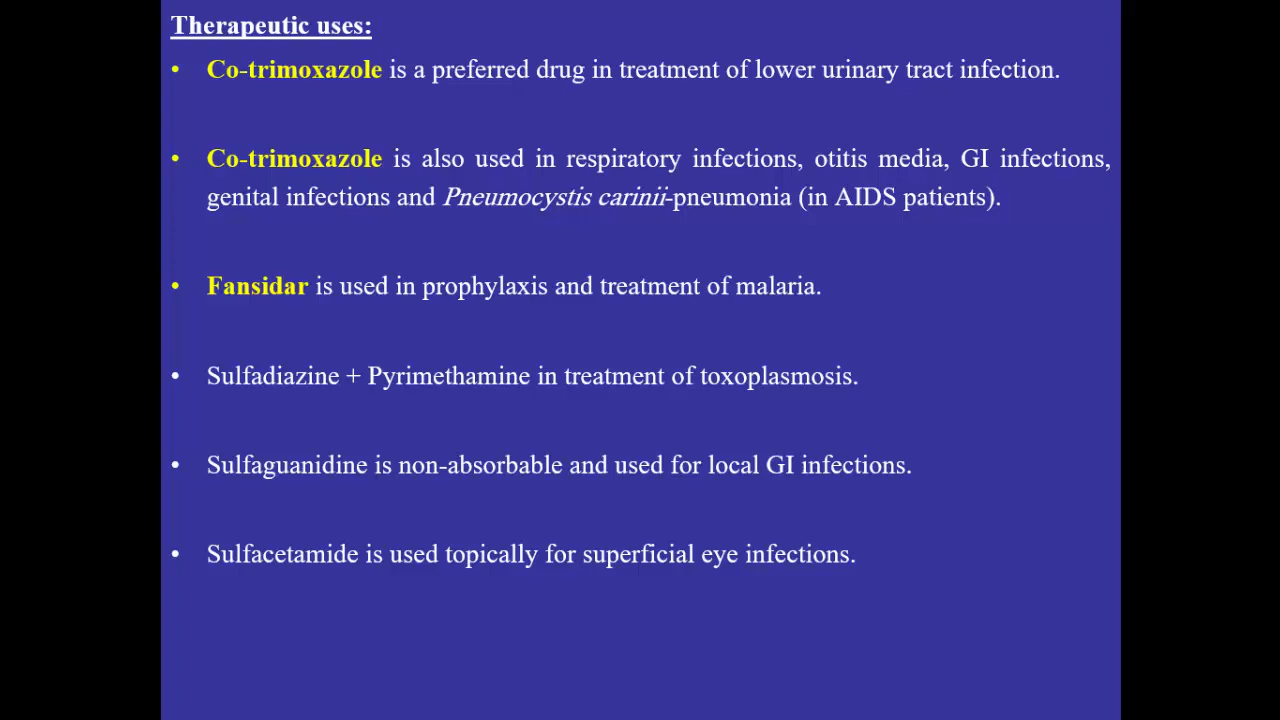 Therapeutic uses:
• Co-trimoxazole is a preferred drug in treatment of lower urinary tract infection.
• Co-trimoxazole is also used in respiratory infections, otitis media, GI infections,
genital infections and Pneumocystis carinii-pneumonia (in AIDS patients).
• Fansidar is used in prophylaxis and treatment of malaria.
• Sulfadiazine + Pyrimethamine in treatment of toxoplasmosis.
• Sulfaguanidine is non-absorbable and used for local GI infections.
• Sulfacetamide is used topically for superficial eye infections.